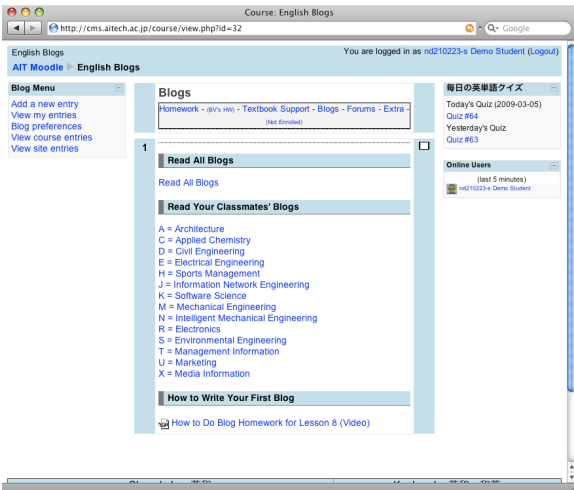 Course: English Blogs
http://cms.aitech.ac.jp/course/view.php?id=32
Google
English Blogs
You are logged in as nd210223-s Demo Student (Logout)
AIT Moodle English Blogs
Blog Menu
Add a new entry
View my entries
Blog preferences
View course entries
View site entries
Blogs
Homework - (BV's HW) - Textbook Support - Blogs - Forums - Extra -
(Not Enrolled)
1
Read All Blogs
Read All Blogs
Read Your Classmates' Blogs
A = Architecture
C = Applied Chemistry
D = Civil Engineering
E = Electrical Engineering
H = Sports Management
J = Information Network Engineering
K = Software Science
M = Mechanical Engineering
N = Intelligent Mechanical Engineering
R = Electronics
S = Environmental Engineering
T = Management Information
U = Marketing
X = Media Information
How to Write Your First Blog
How to Do Blog Homework for Lesson 8 (Video)
毎日の英単語クイズ
Today's Quiz (2009-03-05)
Quiz #64
Yesterday's Quiz
Quiz #63
Online Users
(last 5 minutes)
nd210223-s Demo Student